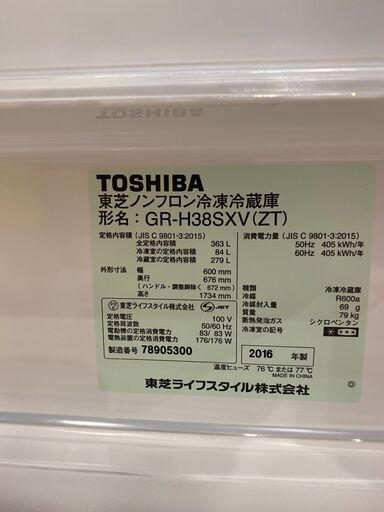 TOSHIBA
TOSHIBA
東芝ノンフロン冷凍冷蔵庫
形名：GR-H38SXV(ZT)
定格内容積（JIS C 9801-3:2015）
全定格内容積 363 L
冷凍室の定格内容積 84 L
冷蔵室の定格内容積 279 L
外形寸法 幅 600 mm
奥行 676 mm
（ハンドル・調整脚除く 672 mm）
高さ 1734 mm
東芝ライフスタイル株式会社 JET
定格電圧 100 V
定格周波数 50/60 Hz
電動機の定格消費電力 83/ 83 W
電熱装置の定格消費電力 176/176 W
製造番号 78905300
消費電力量（JIS C 9801-3:2015）
50Hz 405 kWh/年
60Hz 405 kWh/年
種類 冷凍冷蔵庫
冷媒 R600a
冷媒封入量 69 g
質量 79 kg
断熱発泡ガス シクロペンタン
冷凍室の記号
2016 年製
温度ヒューズ 76℃ または 77℃
MADE IN CHINA
東芝ライフスタイル株式会社
D